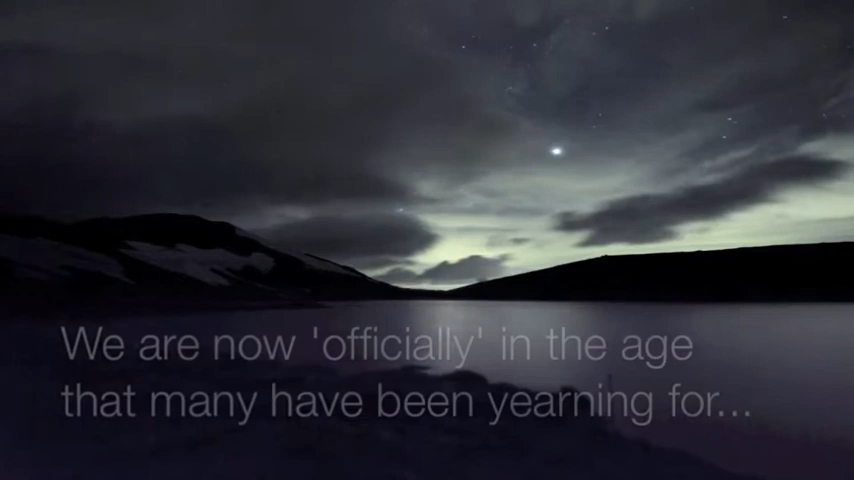 We are now 'officially' in the age
that many have been yearning for...